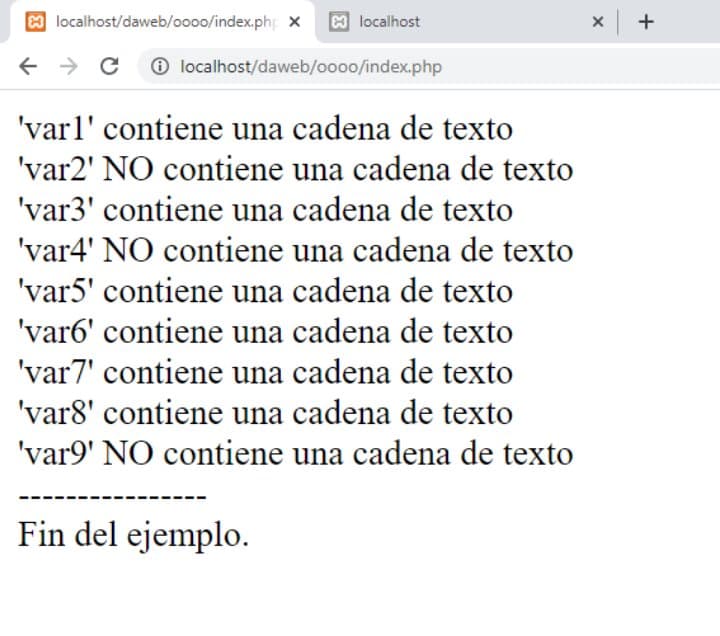 localhost/daweb/oooo/index.php
localhost
localhost/daweb/oooo/index.php
'var1' contiene una cadena de texto
'var2' NO contiene una cadena de texto
'var3' contiene una cadena de texto
'var4' NO contiene una cadena de texto
'var5' contiene una cadena de texto
'var6' contiene una cadena de texto
'var7' contiene una cadena de texto
'var8' contiene una cadena de texto
'var9' NO contiene una cadena de texto
----------------
Fin del ejemplo.